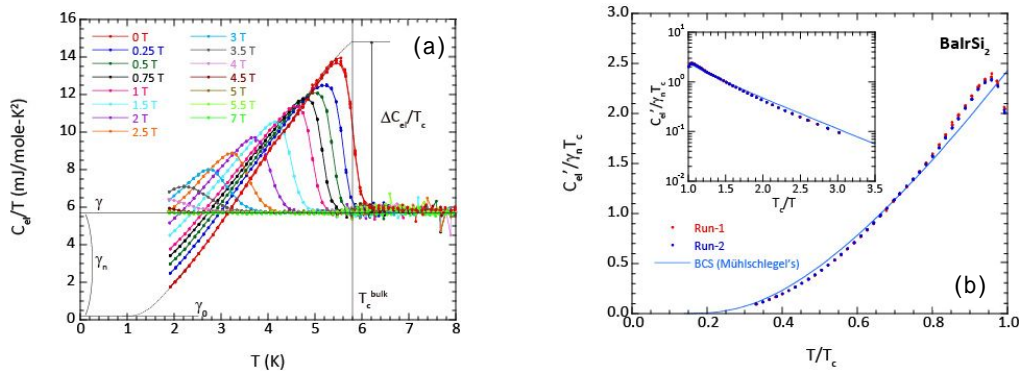 (a)
16
14
12
10
8
6
4
2
0
C_el/T (mJ/mole-K²)
0 T
0.25 T
0.5 T
0.75 T
1 T
1.5 T
2 T
2.5 T
3 T
3.5 T
4 T
4.5 T
5 T
5.5 T
7 T
ΔC_el/T_c
γ
γ_n
γ_0
T_c^bulk
0 1 2 3 4 5 6 7 8
T (K)
BaIrSi₂
3.0
2.5
2.0
1.5
1.0
0.5
0.0
C_el′/γ_n T_c
10¹
10⁰
10⁻¹
10⁻²
C_el′/γ_n T_c
1.0 1.5 2.0 2.5 3.0 3.5
T_c/T
Run-1
Run-2
BCS (Mühlschlegel's)
(b)
0.0 0.2 0.4 0.6 0.8 1.0
T/T_c